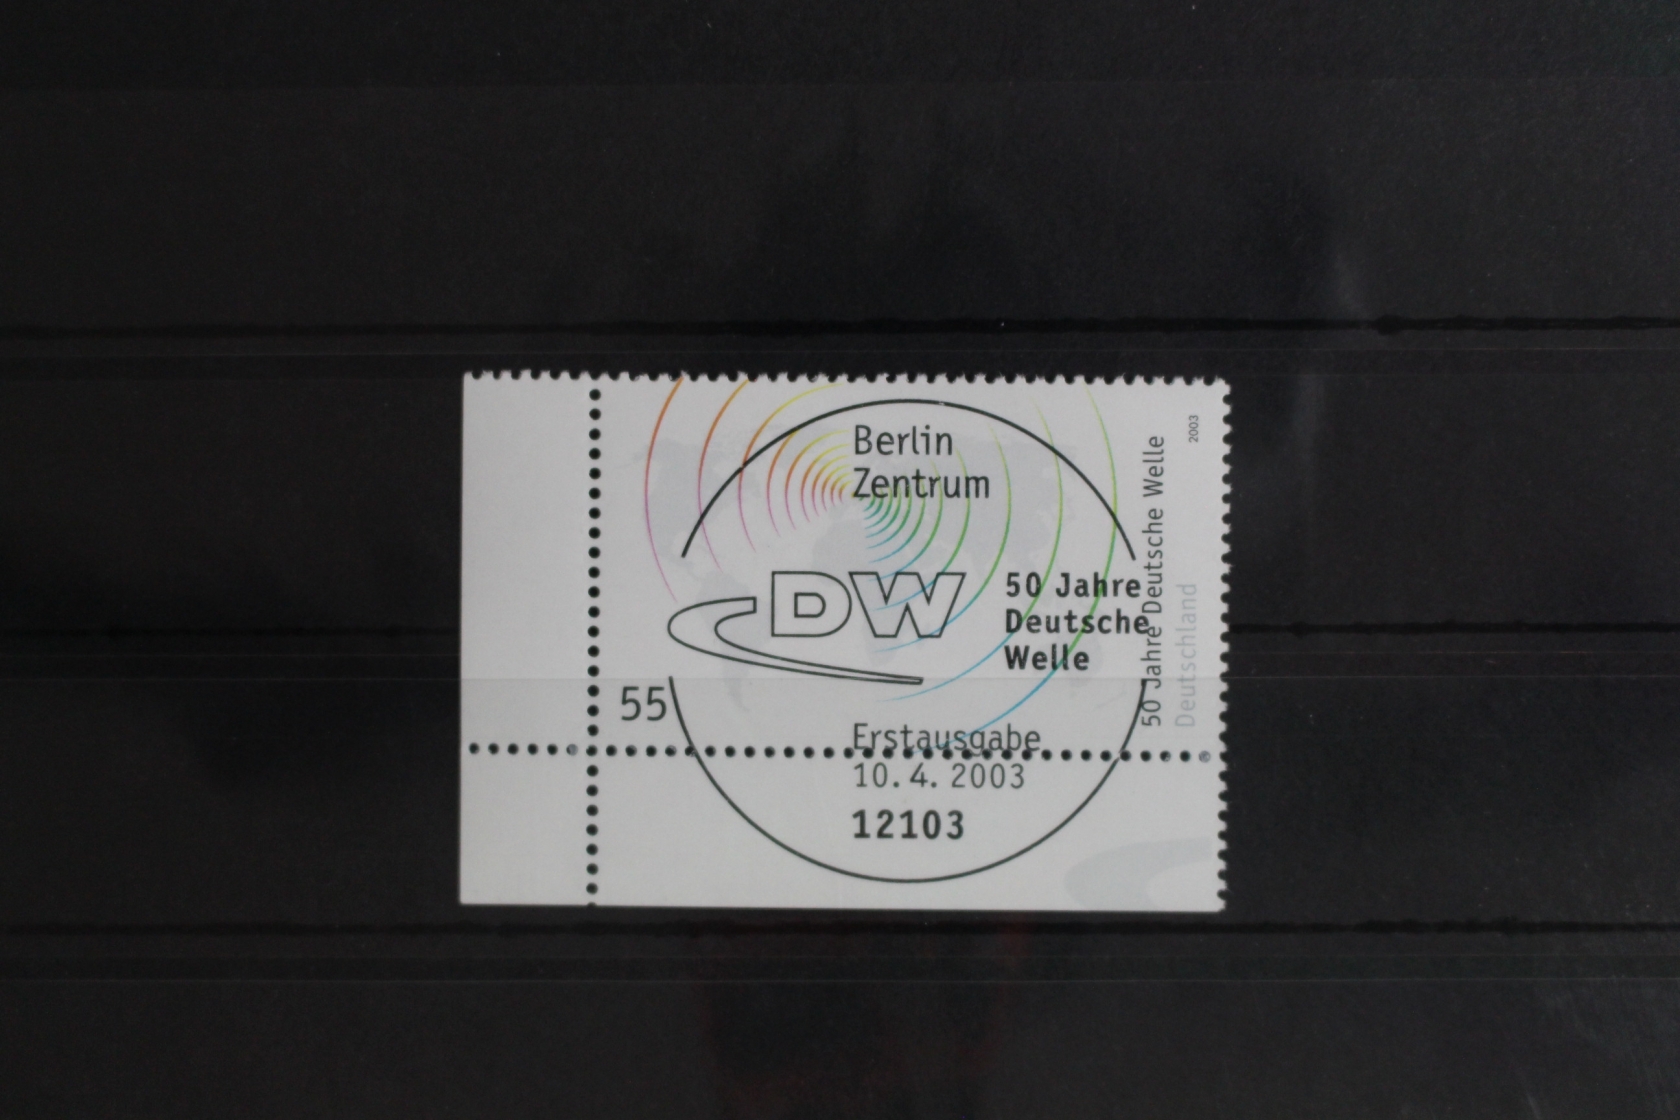 Berlin
Zentrum
DW
50 Jahre
Deutsche
Welle
55
Erstausgabe
10. 4. 2003
12103
50 Jahre Deutsche Welle
Deutschland
2003